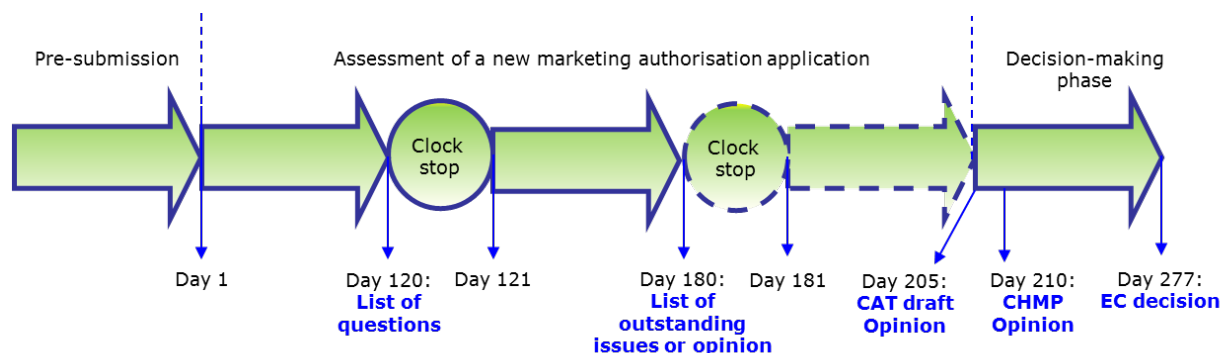 Pre-submission
Assessment of a new marketing authorisation application
Decision-making
phase
Clock
stop
Clock
stop
Day 1
Day 120:
List of
questions
Day 121
Day 180:
List of
outstanding
issues or opinion
Day 181
Day 205:
CAT draft
Opinion
Day 210:
CHMP
Opinion
Day 277:
EC decision